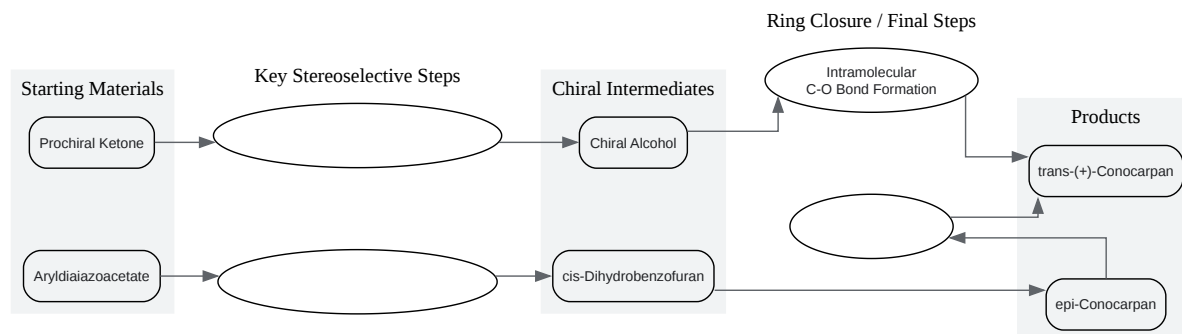 Ring Closure / Final Steps
Key Stereoselective Steps
Starting Materials
Chiral Intermediates
Intramolecular
C-O Bond Formation
Products
Prochiral Ketone
Chiral Alcohol
trans-(+)-Conocarpan
Aryldiaiazoacetate
cis-Dihydrobenzofuran
epi-Conocarpan